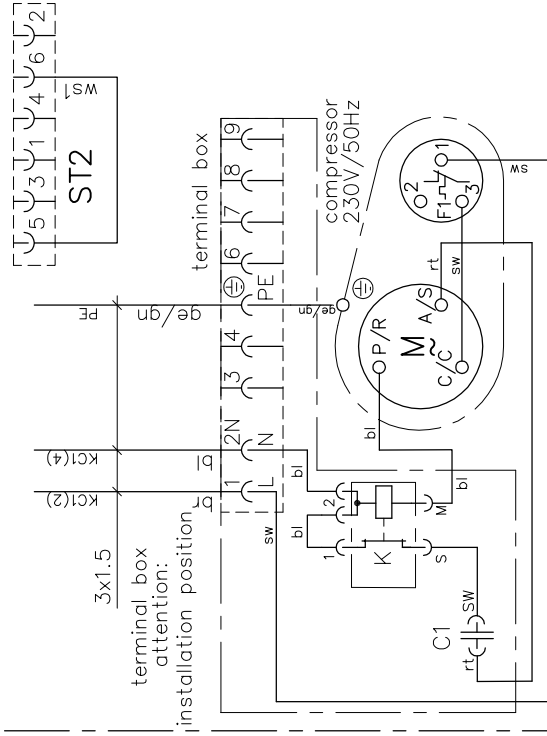 2
6
4
1
3
5
WS1
ST2
terminal box
9
8
7
6
PE
4
3
2N
N
1
L
PE
ge/gn
ge/gn
KC1(4)
bl
KC1(2)
br
3x1.5
terminal box
attention:
installation position
compressor
230V/50Hz
2
1
F1
3
sw
rt
sw
A/S
P/R
M
~
C/C
bl
bl
bl
bl
sw
2
1
K
M
S
C1
SW
rt